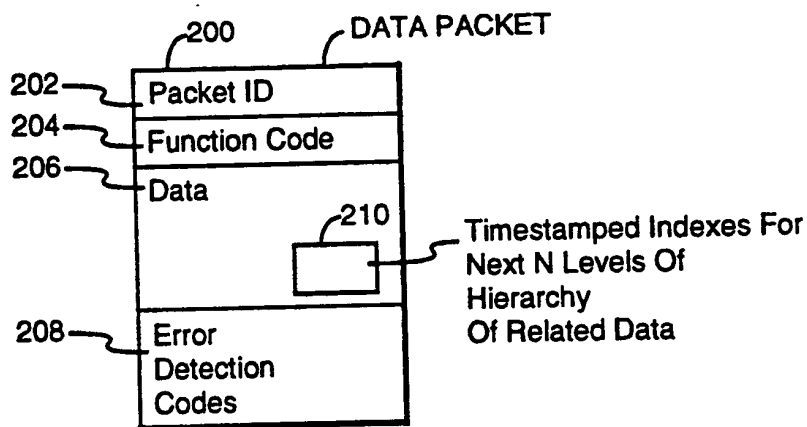 200
DATA PACKET
202
Packet ID
204
Function Code
206
Data
210
Timestamped Indexes For
Next N Levels Of
Hierarchy
Of Related Data
208
Error
Detection
Codes